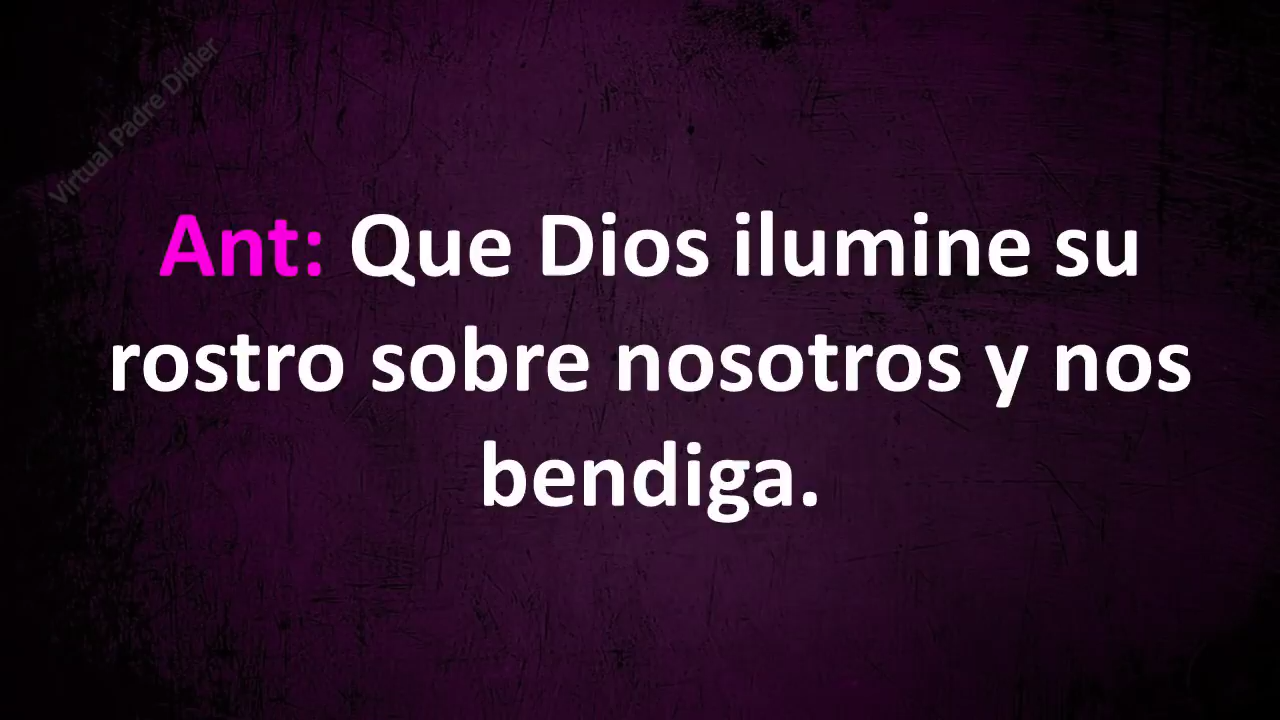 Virtual Padre Didier
Ant: Que Dios ilumine su
rostro sobre nosotros y nos
bendiga.